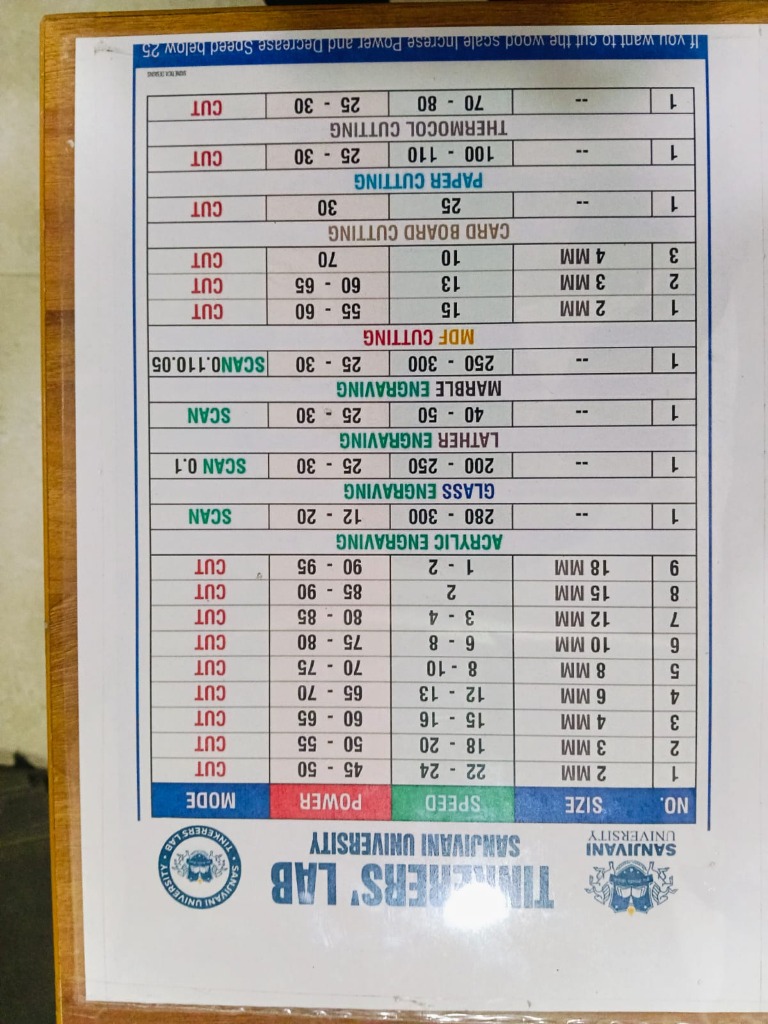 TINKERERS' LAB
SANJIVANI UNIVERSITY
SANJIVANI
UNIVERSITY
SANJIVANI UNIVERSITY • TINKERERS LAB •
NO. SIZE SPEED POWER MODE
1 2 MM 22 - 24 45 - 50 CUT
2 3 MM 18 - 20 50 - 55 CUT
3 4 MM 15 - 16 60 - 65 CUT
4 6 MM 12 - 13 65 - 70 CUT
5 8 MM 8 - 10 70 - 75 CUT
6 10 MM 6 - 8 75 - 80 CUT
7 12 MM 3 - 4 80 - 85 CUT
8 15 MM 2 85 - 90 CUT
9 18 MM 1 - 2 90 - 95 CUT
ACRYLIC ENGRAVING
1 -- 280 - 300 12 - 20 SCAN
GLASS ENGRAVING
1 -- 200 - 250 25 - 30 SCAN 0.1
LATHER ENGRAVING
1 -- 40 - 50 25 - 30 SCAN
MARBLE ENGRAVING
1 -- 250 - 300 25 - 30 SCAN0.110.05
MDF CUTTING
1 2 MM 15 55 - 60 CUT
2 3 MM 13 60 - 65 CUT
3 4 MM 10 70 CUT
CARD BOARD CUTTING
1 -- 25 30 CUT
PAPER CUTTING
1 -- 100 - 110 25 - 30 CUT
THERMOCOL CUTTING
1 -- 70 - 80 25 - 30 CUT
If you want to cut the wood scale Increse Power and Decrease Speed below 25